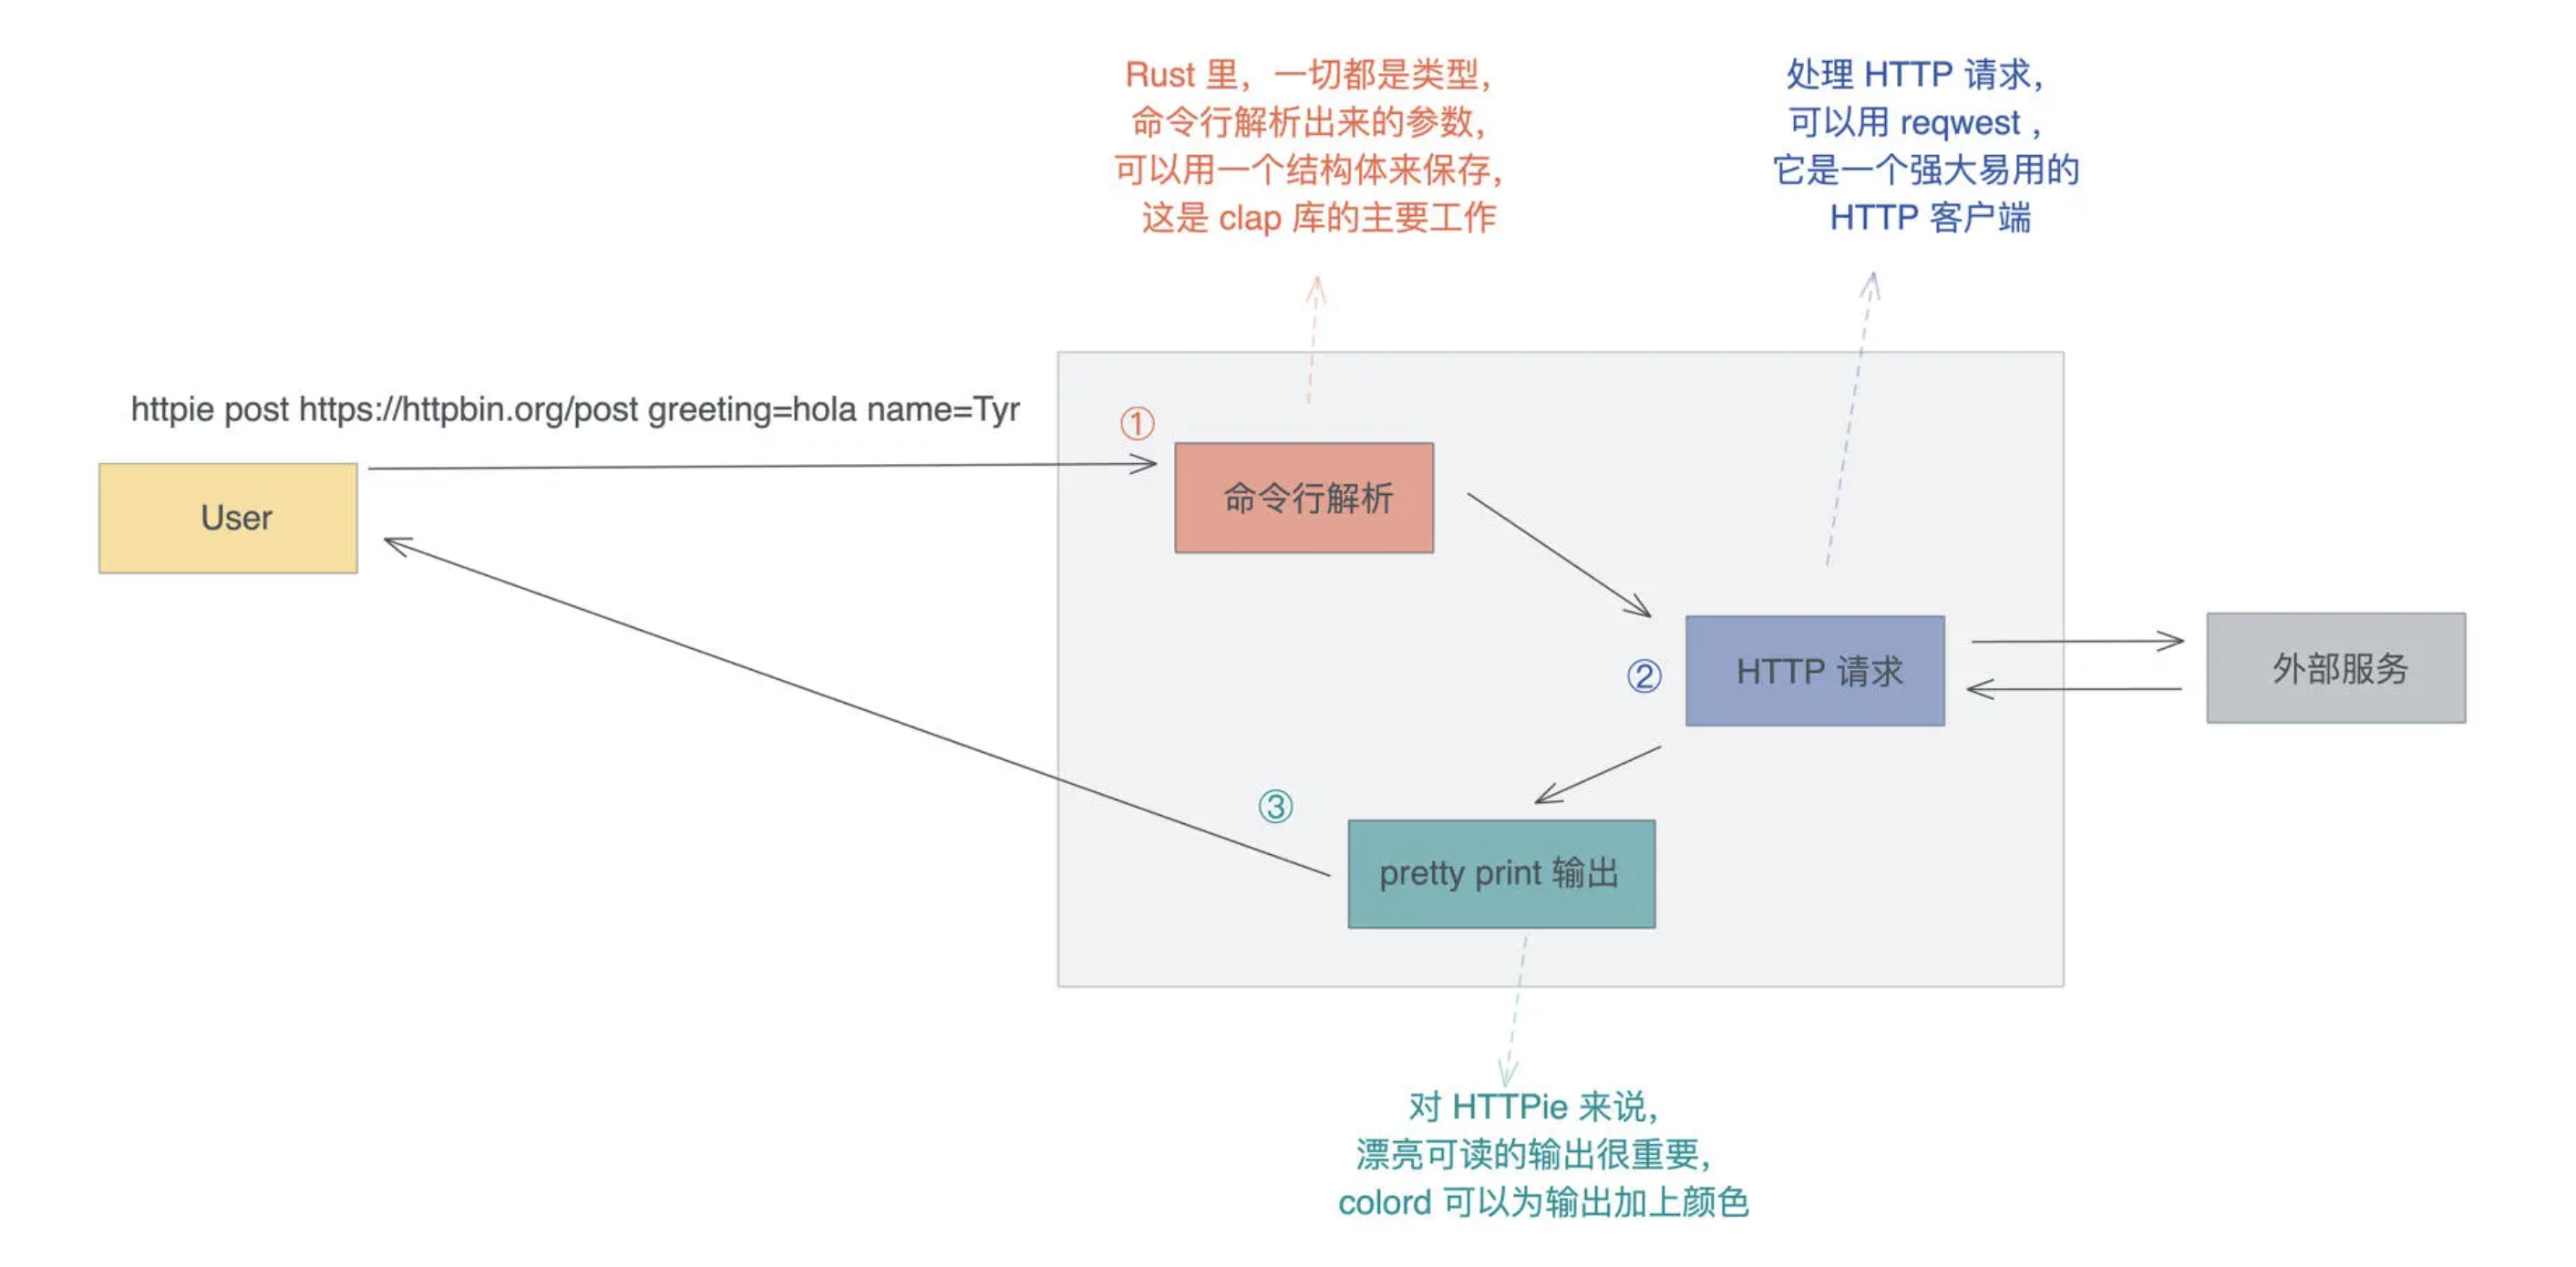 Rust 里，一切都是类型，
命令行解析出来的参数，
可以用一个结构体来保存，
这是 clap 库的主要工作
处理 HTTP 请求，
可以用 reqwest ，
它是一个强大易用的
HTTP 客户端
httpie post https://httpbin.org/post greeting=hola name=Tyr
①
User
命令行解析
②
HTTP 请求
外部服务
③
pretty print 输出
对 HTTPie 来说，
漂亮可读的输出很重要，
colord 可以为输出加上颜色